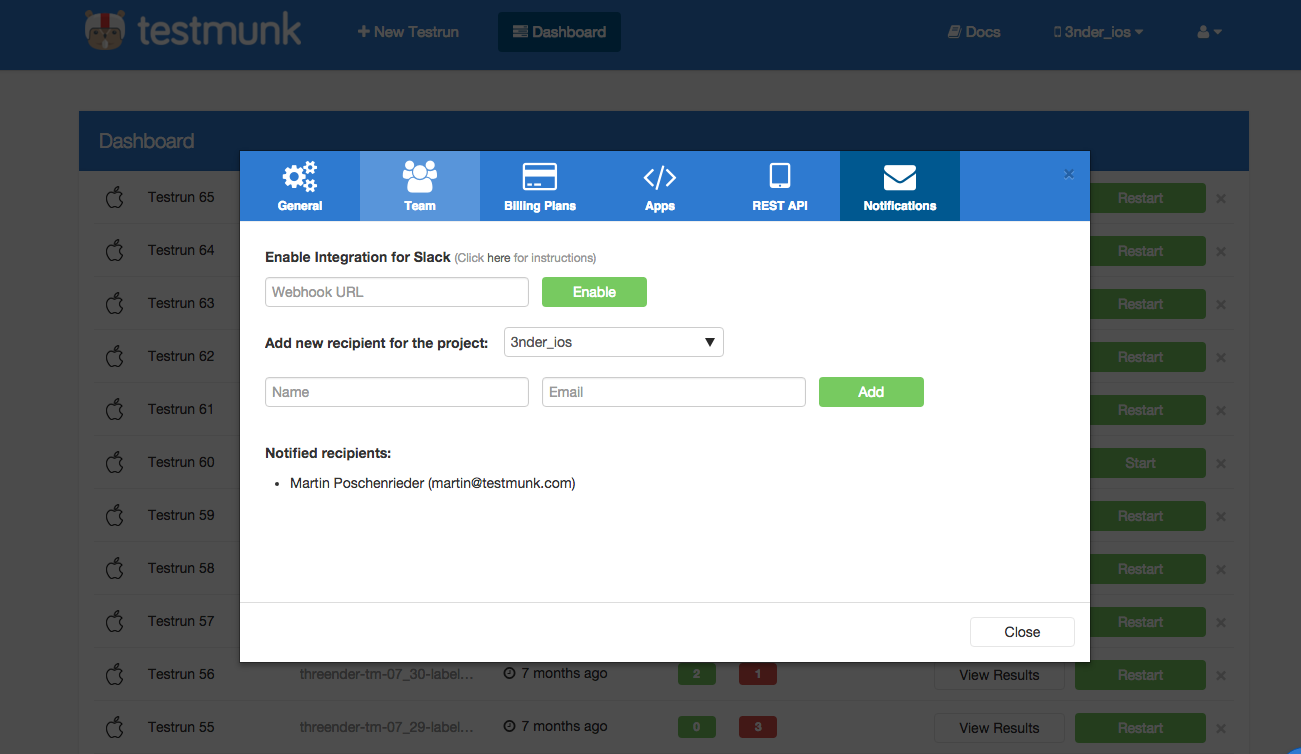 testmunk
New Testrun
Dashboard
Docs
3nder_ios
Dashboard
General
Team
Billing Plans
Apps
REST API
Notifications
×
Enable Integration for Slack (Click here for instructions)
Webhook URL
Enable
Add new recipient for the project:
3nder_ios
Name
Email
Add
Notified recipients:
• Martin Poschenrieder (martin@testmunk.com)
Close
Testrun 65
Restart
×
Testrun 64
Restart
×
Testrun 63
Restart
×
Testrun 62
Restart
×
Testrun 61
Restart
×
Testrun 60
Start
×
Testrun 59
Restart
×
Testrun 58
Restart
×
Testrun 57
Restart
×
Testrun 56 threender-tm-07_30-label... 7 months ago 2 1 View Results Restart ×
Testrun 55 threender-tm-07_29-label... 7 months ago 0 3 View Results Restart ×